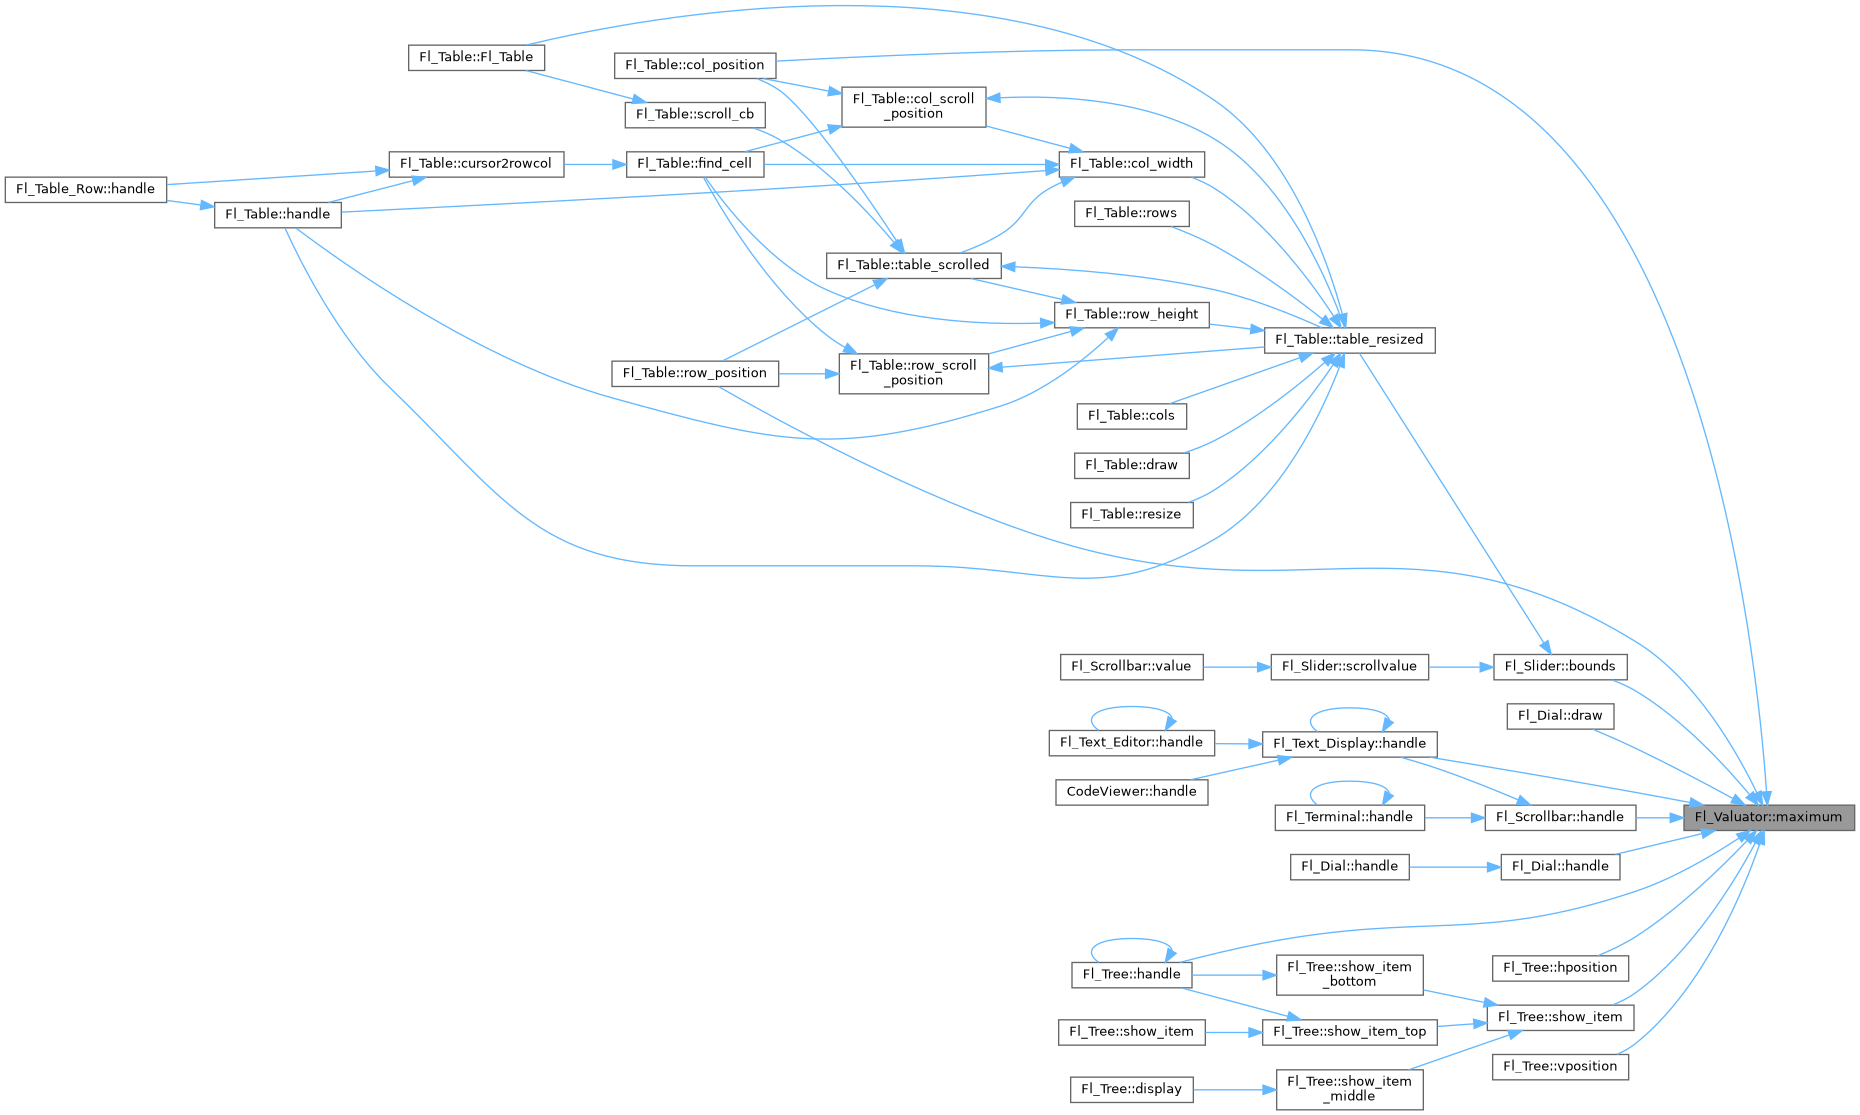 Fl_Table::Fl_Table
Fl_Table::col_position
Fl_Table::col_scroll
_position
Fl_Table::scroll_cb
Fl_Table::cursor2rowcol
Fl_Table::find_cell
Fl_Table::col_width
Fl_Table_Row::handle
Fl_Table::handle
Fl_Table::rows
Fl_Table::table_scrolled
Fl_Table::row_height
Fl_Table::table_resized
Fl_Table::row_position
Fl_Table::row_scroll
_position
Fl_Table::cols
Fl_Table::draw
Fl_Table::resize
Fl_Scrollbar::value
Fl_Slider::scrollvalue
Fl_Slider::bounds
Fl_Dial::draw
Fl_Text_Editor::handle
Fl_Text_Display::handle
CodeViewer::handle
Fl_Terminal::handle
Fl_Scrollbar::handle
Fl_Valuator::maximum
Fl_Dial::handle
Fl_Dial::handle
Fl_Tree::handle
Fl_Tree::show_item
_bottom
Fl_Tree::hposition
Fl_Tree::show_item
Fl_Tree::show_item_top
Fl_Tree::show_item
Fl_Tree::vposition
Fl_Tree::display
Fl_Tree::show_item
_middle